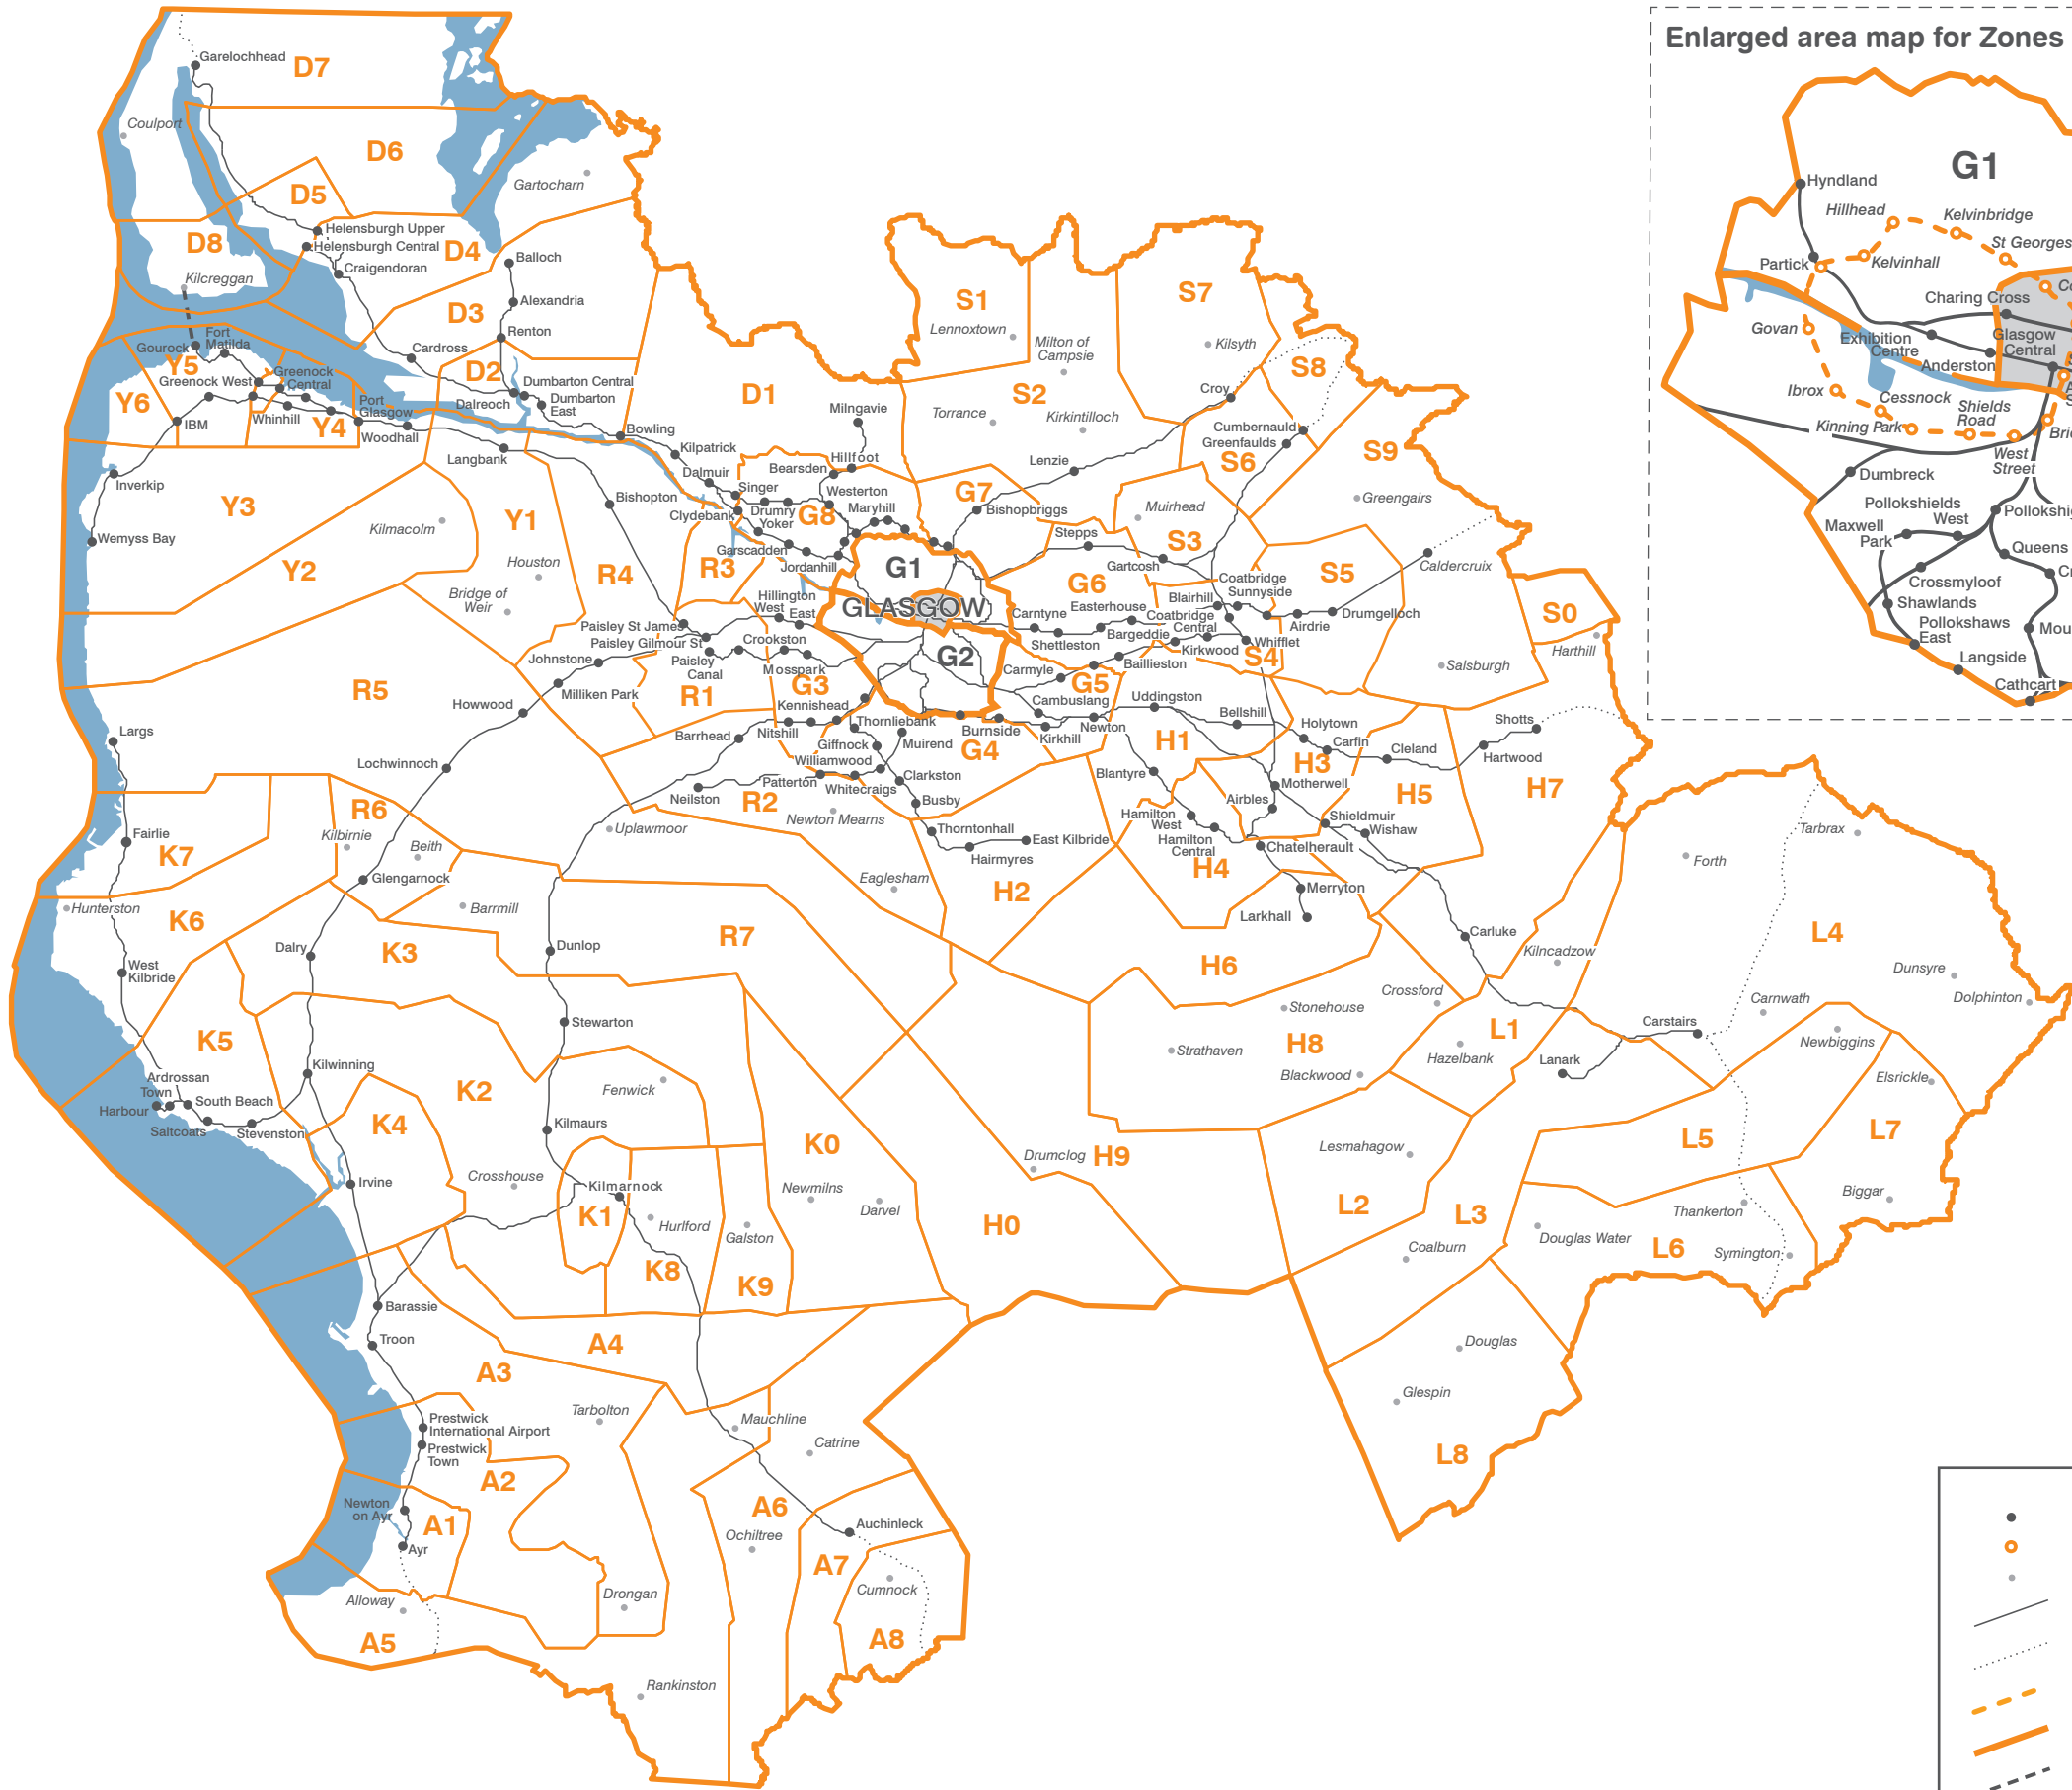 Enlarged area map for Zones
Garelochhead
D7
Coulport
D6
Gartocharn
D5
Helensburgh Upper
D8
Helensburgh Central
D4
Craigendoran
Balloch
Kilcreggan
D3
Alexandria
Renton
Fort
Matilda
Gourock
Y5
Cardross
D2
Greenock West
Greenock
Central
Dumbarton Central
Dalreoch
Dumbarton
East
Y6
IBM
Whinhill
Y4
Port
Glasgow
Woodhall
Langbank
Bowling
D1
Kilpatrick
Milngavie
S1
Lennoxtown
Milton of
Campsie
S7
Kilsyth
S8
S2
Torrance
Kirkintilloch
Croy
Cumbernauld
Greenfaulds
S6
S9
Lenzie
Greengairs
Inverkip
Y3
Kilmacolm
Y1
Wemyss Bay
Y2
Houston
Bishopton
Dalmuir
Singer
Bearsden
Hillfoot
Westerton
Maryhill
Drumry
Clydebank
Yoker
G8
G7
Bishopbriggs
Muirhead
Garscadden
Jordanhill
R4
R3
Stepps
S3
Gartcosh
G1
G6
Coatbridge
Sunnyside
S5
Caldercruix
Bridge of
Weir
Hillington
West
East
GLASGOW
Carntyne
Easterhouse
Blairhill
Coatbridge
Central
Drumgelloch
S0
Paisley St James
Paisley Gilmour St
Crookston
Shettleston
Bargeddie
Airdrie
Whifflet
Harthill
Johnstone
Paisley
Canal
Mosspark
G2
Baillieston
Kirkwood
S4
Salsburgh
R5
Milliken Park
R1
G3
Carmyle
G5
Howwood
Kennishead
Cambuslang
Uddingston
Largs
Thornliebank
Burnside
Kirkhill
Newton
Bellshill
Holytown
Shotts
Barrhead
Nitshill
Giffnock
Muirend
G4
H1
Carfin
Cleland
Hartwood
Lochwinnoch
Williamwood
H3
Patterton
Whitecraigs
Clarkston
Blantyre
Motherwell
Neilston
R2
Busby
Airbles
H5
H7
R6
Kilbirnie
Newton Mearns
Hamilton
West
Shieldmuir
Wishaw
Fairlie
Uplawmoor
Thorntonhall
East Kilbride
Hamilton
Central
Chatelherault
Tarbrax
K7
Beith
Hairmyres
H4
Forth
Glengarnock
Eaglesham
H2
Merryton
Hunterston
Barrmill
Larkhall
K6
R7
L4
Dalry
K3
Dunlop
Carluke
Kilncadzow
H6
Dunsyre
West
Kilbride
Crossford
Carnwath
Dolphinton
Stonehouse
Stewarton
Carstairs
K5
Strathaven
H8
L1
Newbiggins
Hazelbank
Kilwinning
Lanark
Ardrossan
Town
K2
Fenwick
Blackwood
Elsrickle
Harbour
South Beach
Saltcoats
Stevenston
K4
Kilmaurs
K0
L7
Drumclog
H9
Lesmahagow
L5
Irvine
Crosshouse
Kilmarnock
Newmilns
Biggar
K1
Darvel
L2
L3
Thankerton
Hurlford
Galston
H0
Douglas Water
L6
Coalburn
Symington
K8
K9
Barassie
Troon
A4
Douglas
A3
Glespin
Tarbolton
Prestwick
International Airport
Mauchline
Prestwick
Town
Catrine
L8
A2
Newton
on Ayr
A6
A1
Auchinleck
Ochiltree
Ayr
A7
Cumnock
Drongan
Alloway
A5
A8
Rankinston
G1
Hyndland
Hillhead
Kelvinbridge
St Georges
Partick
Kelvinhall
Charing Cross
Govan
Exhibition
Centre
Glasgow
Central
Anderston
Ibrox
Cessnock
Shields
Road
Kinning Park
West
Street
Dumbreck
Pollokshields
West
Maxwell
Park
Queens
Crossmyloof
Shawlands
Pollokshaws
East
Langside
Cathcart